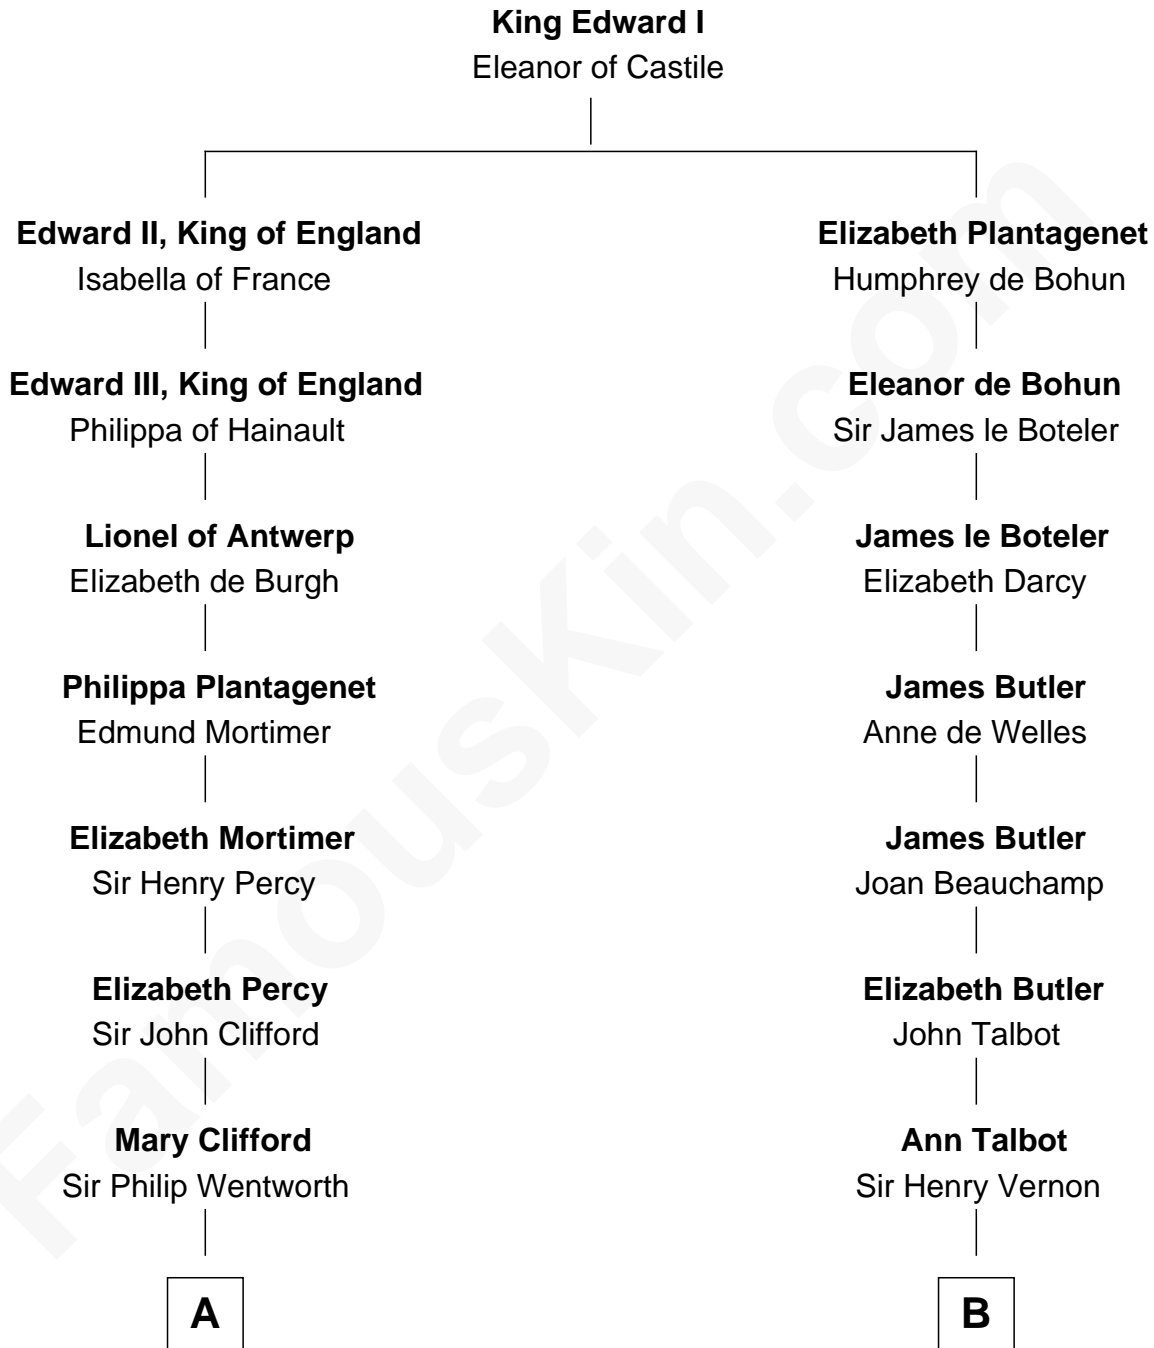 King Edward I
Eleanor of Castile
Edward II, King of England
Isabella of France
Elizabeth Plantagenet
Humphrey de Bohun
Edward III, King of England
Philippa of Hainault
Eleanor de Bohun
Sir James le Boteler
Lionel of Antwerp
Elizabeth de Burgh
James le Boteler
Elizabeth Darcy
Philippa Plantagenet
Edmund Mortimer
James Butler
Anne de Welles
Elizabeth Mortimer
Sir Henry Percy
James Butler
Joan Beauchamp
Elizabeth Percy
Sir John Clifford
Elizabeth Butler
John Talbot
Mary Clifford
Sir Philip Wentworth
Ann Talbot
Sir Henry Vernon
A
B
FamousKin.com